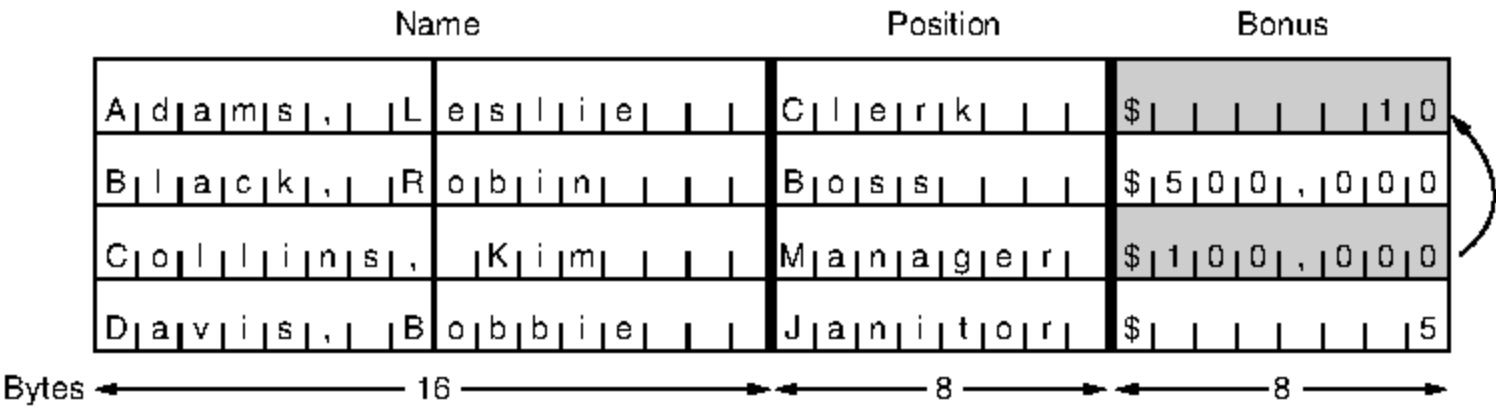 Name Position Bonus
Adams, Leslie Clerk $ 10
Black, Robin Boss $500,000
Collins, Kim Manager $100,000
Davis, Bobbie Janitor $ 5
Bytes 16 8 8